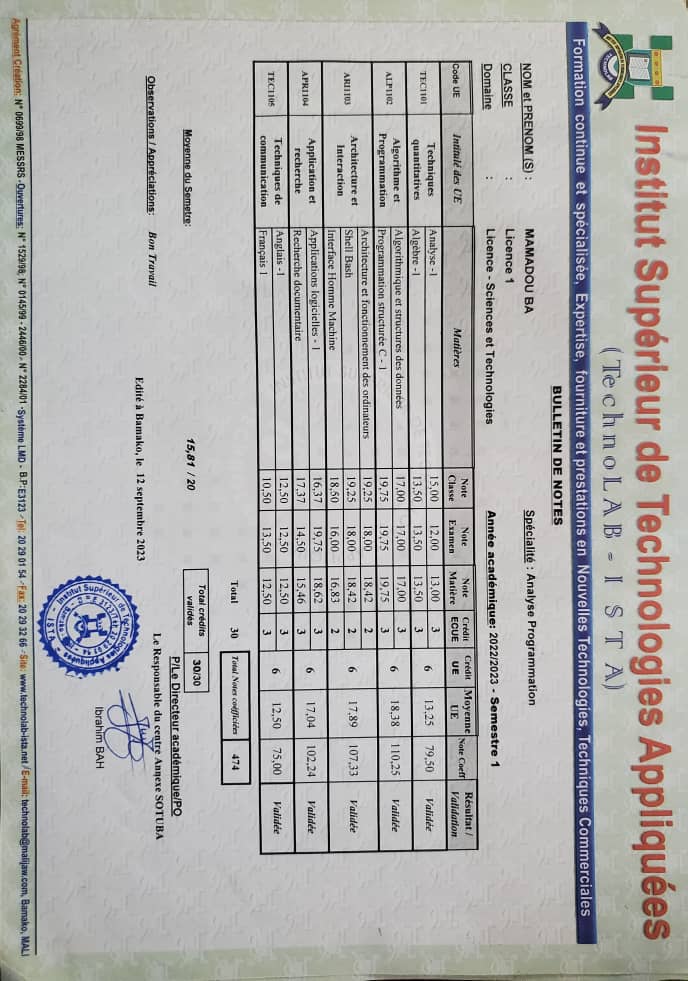 Institut Supérieur de Technologies Appliquées
(TechnoLAB - I S T A)
Formation continue et spécialisée, Expertise, fourniture et prestations en Nouvelles Technologies, Techniques Commerciales
BULLETIN DE NOTES
NOM et PRENOM (S) : MAMADOU BA Spécialité : Analyse Programmation
CLASSE : Licence 1
Domaine : Licence - Sciences et Technologies Année académique: 2022/2023 - Semestre 1
Code UE Intitulé des UE Matières Note Classe Note Examen Note Matière Crédit ECUE Crédit UE Moyenne UE Note Coeff Résultat / Validation
TEC1101 Techniques quantitatives Analyse -1 15,00 12,00 13,00 3 6 13,25 79,50 Validée
Algèbre -1 13,50 13,50 13,50 3
ALP1102 Algorithme et Programmation Algorithmique et structures des données 17,00 17,00 17,00 3 6 18,38 110,25 Validée
Programmation structurée C - 1 19,75 19,75 19,75 3
ARI1103 Architecture et Interaction Architecture et fonctionnement des ordinateurs 19,25 18,00 18,42 2 6 17,89 107,33 Validée
Shell Bash 19,25 18,00 18,42 2
Interface Homme Machine 18,50 16,00 16,83 2
APR1104 Application et recherche Applications logicielles - 1 16,37 19,75 18,62 3 6 17,04 102,24 Validée
Recherche documentaire 17,37 14,50 15,46 3
TEC1105 Techniques de communication Anglais -1 12,50 12,50 12,50 3 6 12,50 75,00 Validée
Français 1 10,50 13,50 12,50 3
Total 30 Total Notes coéfficiées 474
Moyenne du Semetre: 15,81 / 20 Total crédits validés 30/30
P/Le Directeur académique/PO
Le Responsable du centre Annexe SOTUBA
Observations / Appréciations: Bon Travail
Edité à Bamako, le 12 septembre 2023
Ibrahim BAH
Supérieur de Technologies Appliquées
Bamako
- ISTA -
Agrément Création: N° 0699/98 MESSRS -Ouvertures: N° 1529/98; N° 0145/99 - 2446/00 - N° 2284/01 -Système LMD - B.P:E3123 -Tel: 20 29 01 54 -Fax: 20 29 32 66 -Site: www.technolab-ista.net / E-mail: technolab@malijaw.com, Bamako, MALI